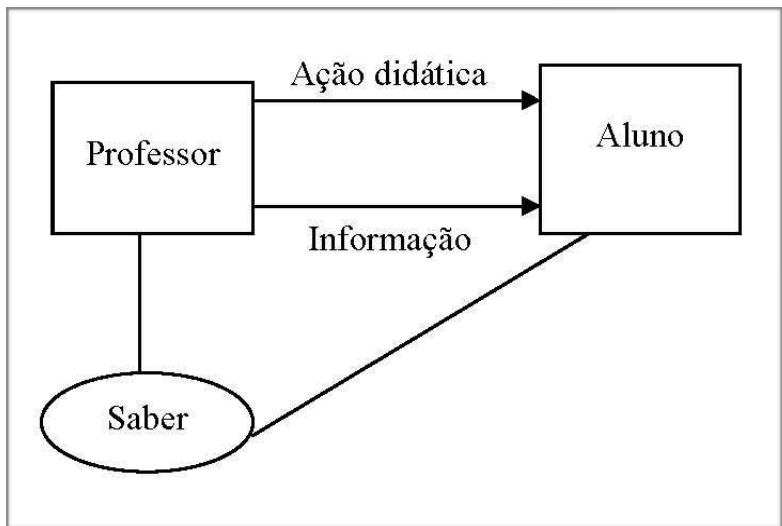 Ação didática
Professor
Aluno
Informação
Saber